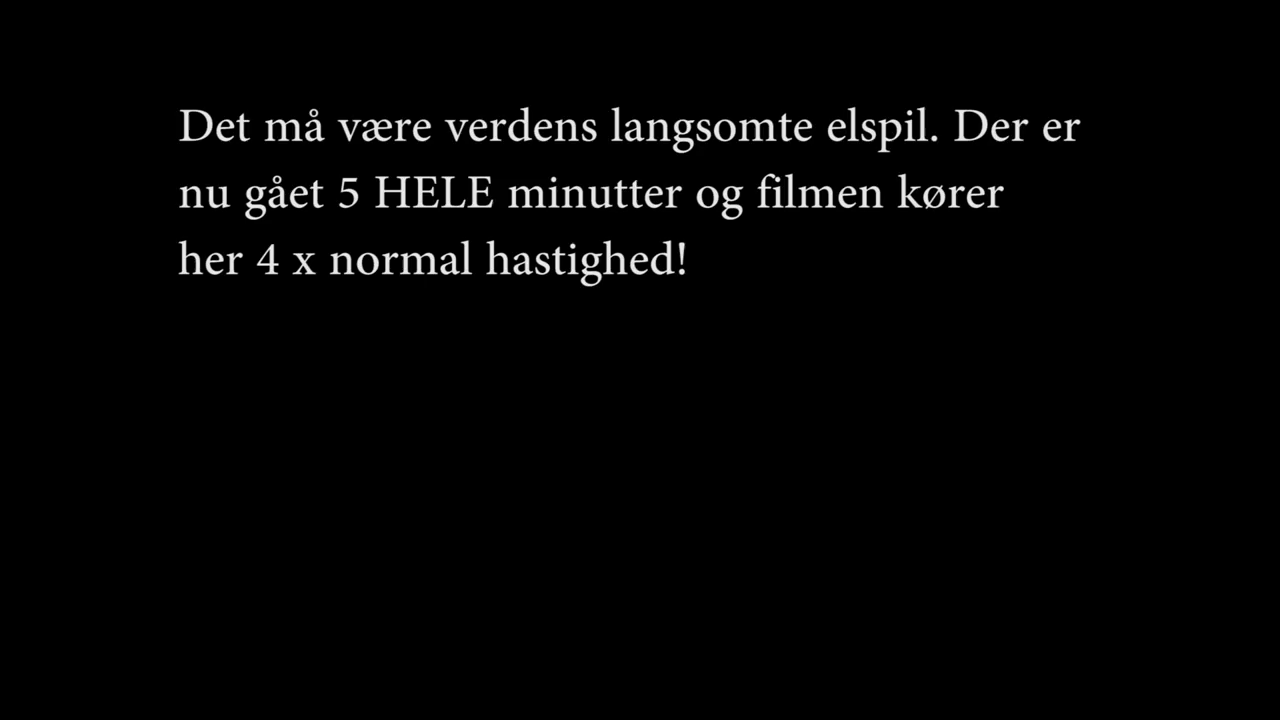 Det må være verdens langsomte elspil. Der er
nu gået 5 HELE minutter og filmen kører
her 4 x normal hastighed!